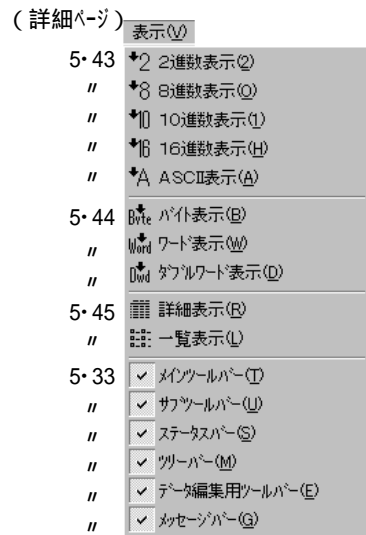 (詳細ページ)
表示(V)
5・43 2 2進数表示(2)
〃 8 8進数表示(O)
〃 10 10進数表示(1)
〃 16 16進数表示(H)
〃 A ASCII表示(A)
5・44 Byte バイト表示(B)
〃 Word ワード表示(W)
〃 Dwd ダブルワード表示(D)
5・45 詳細表示(R)
〃 一覧表示(L)
5・33 メインツールバー(T)
〃 サブツールバー(U)
〃 ステータスバー(S)
〃 ツリーバー(M)
〃 データ編集用ツールバー(E)
〃 メッセージバー(G)